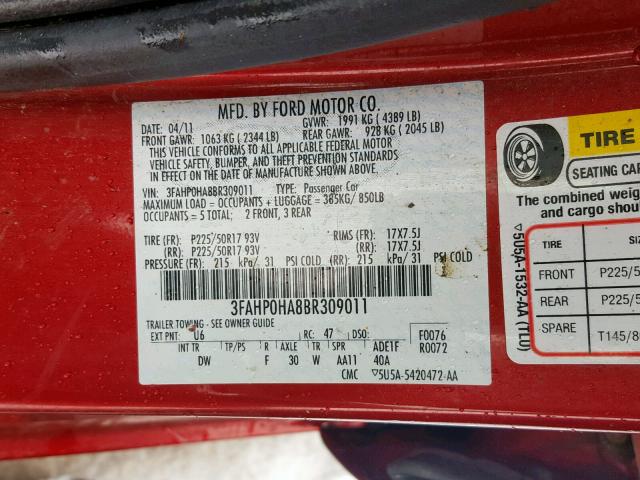 MFD. BY FORD MOTOR CO.
DATE: 04/11 GVWR: 1991 KG ( 4389 LB)
FRONT GAWR: 1063 KG ( 2344 LB) REAR GAWR: 928 KG ( 2045 LB)
THIS VEHICLE CONFORMS TO ALL APPLICABLE FEDERAL MOTOR
VEHICLE SAFETY, BUMPER, AND THEFT PREVENTION STANDARDS
IN EFFECT ON THE DATE OF MANUFACTURE SHOWN ABOVE.
VIN: 3FAHP0HA8BR309011 TYPE: Passenger Car
MAXIMUM LOAD = OCCUPANTS + LUGGAGE = 385KG/ 850LB
OCCUPANTS = 5 TOTAL; 2 FRONT, 3 REAR
TIRE (FR): P225/50R17 93V RIMS (FR): 17X7.5J
TIRE (RR): P225/50R17 93V RIMS (RR): 17X7.5J
PRESSURE (FR): 215 kPa/ 31 PSI COLD (RR): 215 kPa/ 31 PSI COLD
3FAHP0HA8BR309011
TRAILER TOWING - SEE OWNER GUIDE
EXT PNT: U6 RC: 47 DSO: F0076
INT TR TP/PS R AXLE TR SPR ADE1F R0072
DW F 30 W AA11 40A
CMC ▽5U5A-5420472-AA
▽5U5A-1532-AA (TL0)
TIRE
SEATING CAP
The combined weigh
and cargo shou
TIRE SI
FRONT P225/5
REAR P225/5
SPARE T145/8